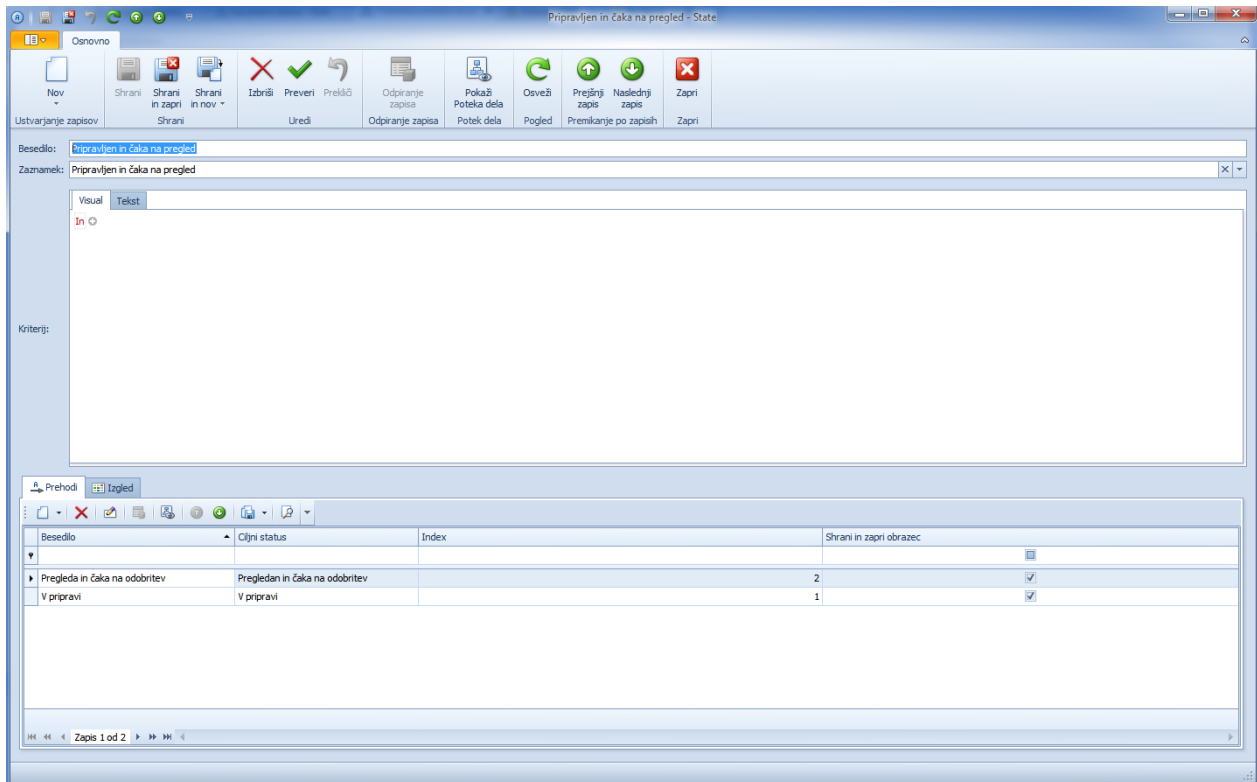 Pripravljen in čaka na pregled - State
Osnovno
Nov
Shrani
Shrani in zapri
Shrani in nov
Izbriši
Preveri
Prekliči
Odpiranje zapisa
Pokaži Poteka dela
Osveži
Prejšnji zapis
Naslednji zapis
Zapri
Ustvarjanje zapisov
Shrani
Uredi
Odpiranje zapisa
Potek dela
Pogled
Premikanje po zapisih
Zapri
Besedilo: Pripravljen in čaka na pregled
Zaznamek: Pripravljen in čaka na pregled
Visual Tekst
In
Kriterij:
Prehodi Izgled
Besedilo Ciljni status Index Shrani in zapri obrazec
Pregleda in čaka na odobritev Pregledan in čaka na odobritev 2
V pripravi V pripravi 1
Zapis 1 od 2